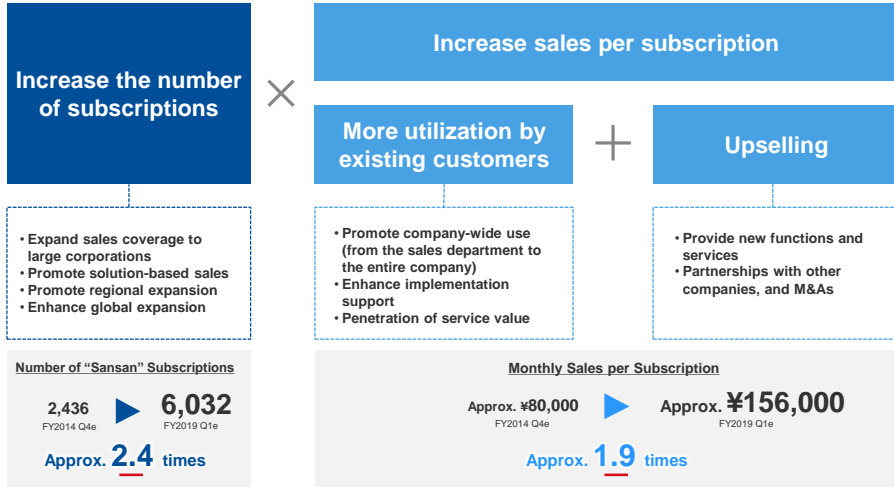 Increase the number
of subscriptions
×
Increase sales per subscription
More utilization by
existing customers
+
Upselling
• Expand sales coverage to
large corporations
• Promote solution-based sales
• Promote regional expansion
• Enhance global expansion
• Promote company-wide use
(from the sales department to
the entire company)
• Enhance implementation
support
• Penetration of service value
• Provide new functions and
services
• Partnerships with other
companies, and M&As
Number of “Sansan” Subscriptions
2,436
FY2014 Q4e
6,032
FY2019 Q1e
Approx. 2.4 times
Monthly Sales per Subscription
Approx. ¥80,000
FY2014 Q4e
Approx. ¥156,000
FY2019 Q1e
Approx. 1.9 times